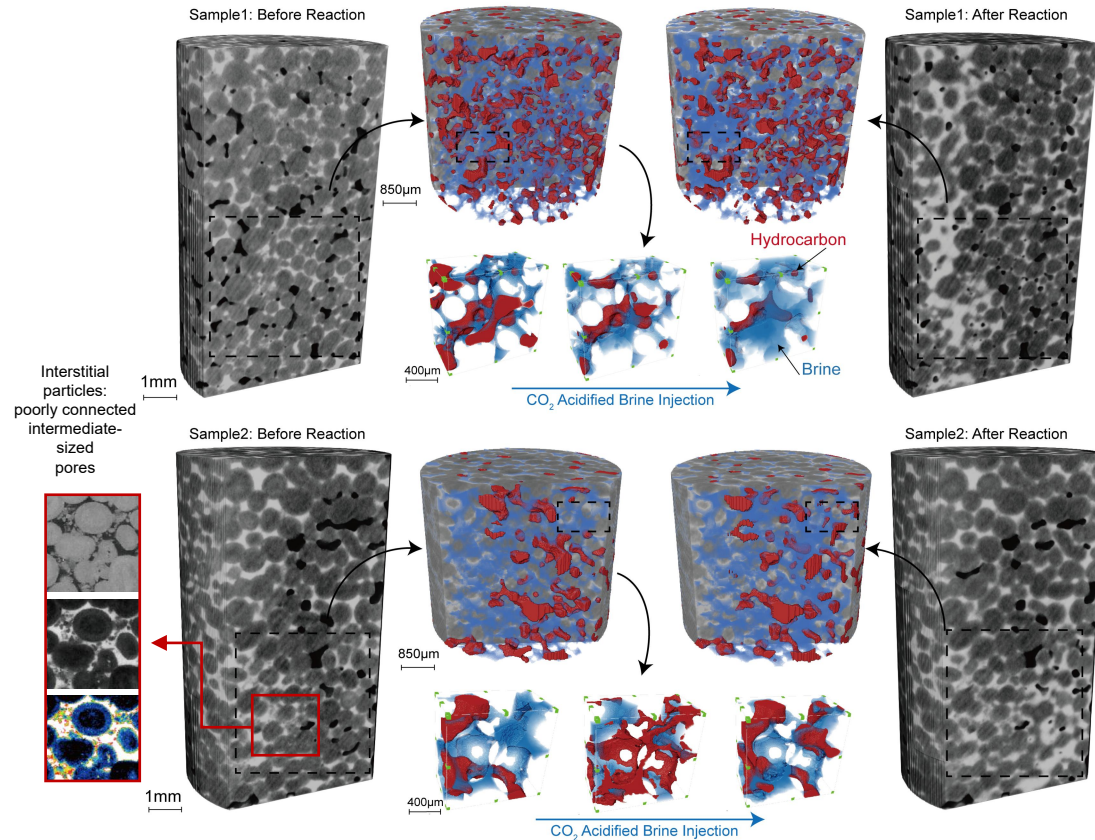 Sample1: Before Reaction
Sample1: After Reaction
850µm
Hydrocarbon
Brine
400µm
CO₂ Acidified Brine Injection
1mm
Interstitial
particles:
poorly connected
intermediate-
sized
pores
Sample2: Before Reaction
Sample2: After Reaction
850µm
400µm
CO₂ Acidified Brine Injection
1mm